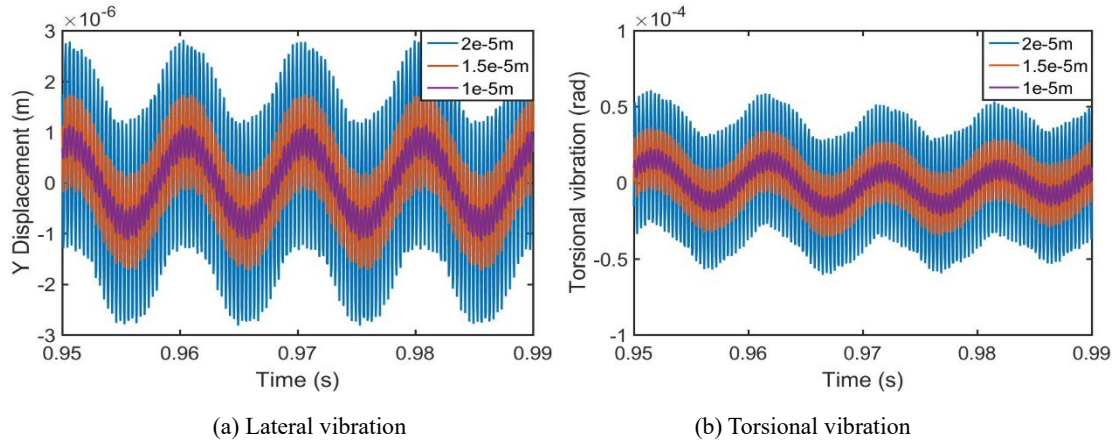 ×10⁻⁶
3
2
1
0
-1
-2
-3
Y Displacement (m)
2e-5m
1.5e-5m
1e-5m
0.95
0.96
0.97
0.98
0.99
Time (s)
(a) Lateral vibration
×10⁻⁴
1
0.5
0
-0.5
-1
Torsional vibration (rad)
2e-5m
1.5e-5m
1e-5m
0.95
0.96
0.97
0.98
0.99
Time (s)
(b) Torsional vibration